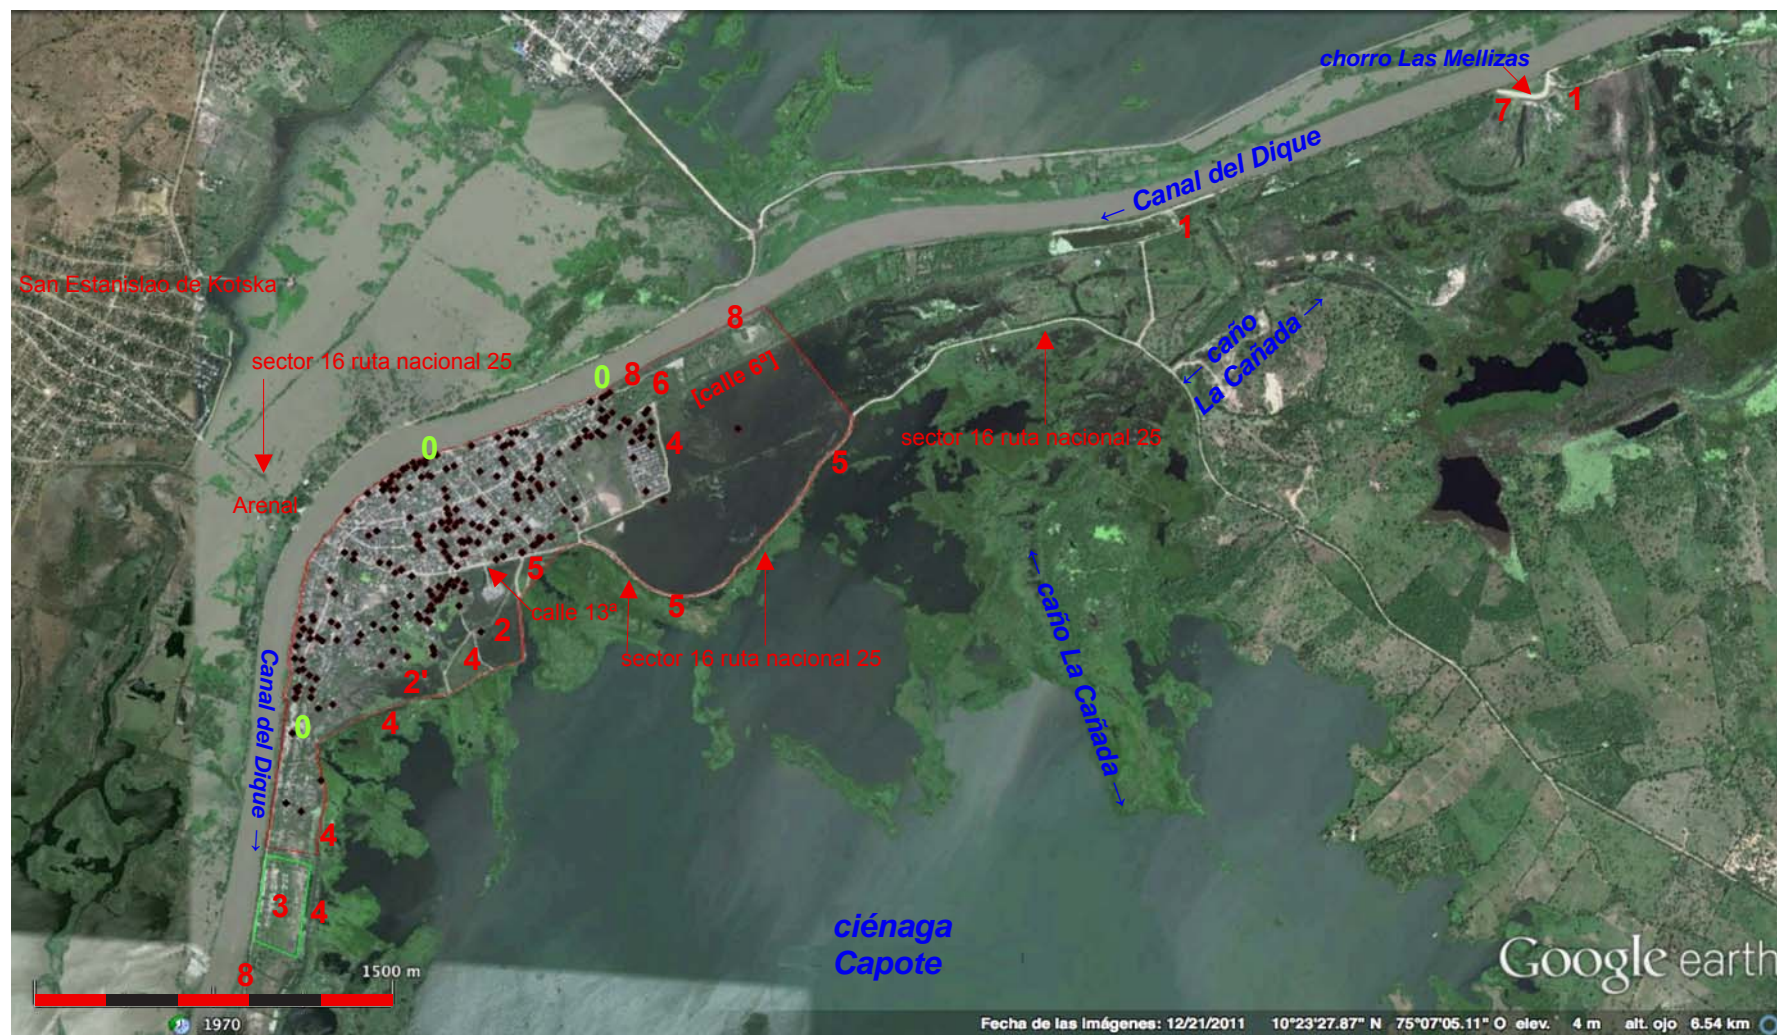 chorro Las Mellizas
7
1
← Canal del Dique
1
San Estanislao de Kotska
8
← caño
La Cañada →
sector 16 ruta nacional 25
0
8
6
[calle 6ª]
4
sector 16 ruta nacional 25
0
5
Arenal
5
calle 13ª
5
← caño La Cañada →
2
4
sector 16 ruta nacional 25
2'
4
0
Canal del Dique →
4
3
4
ciénaga
Capote
8
1500 m
Google earth
1970
Fecha de las imágenes: 12/21/2011 10°23'27.87" N 75°07'05.11" O elev. 4 m alt. ojo 6.54 km